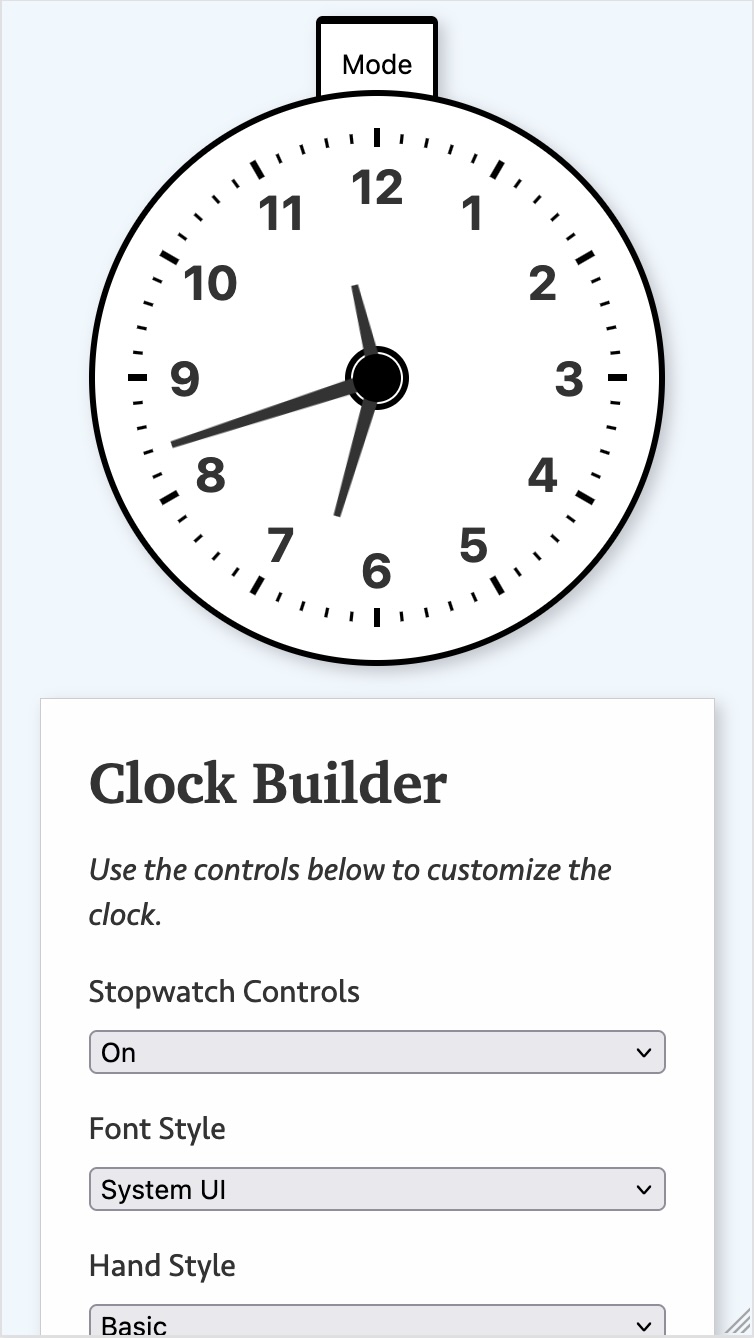 Mode
12
11
1
10
2
9
3
8
4
7
5
6
Clock Builder
Use the controls below to customize the
clock.
Stopwatch Controls
On
Font Style
System UI
Hand Style
Basic